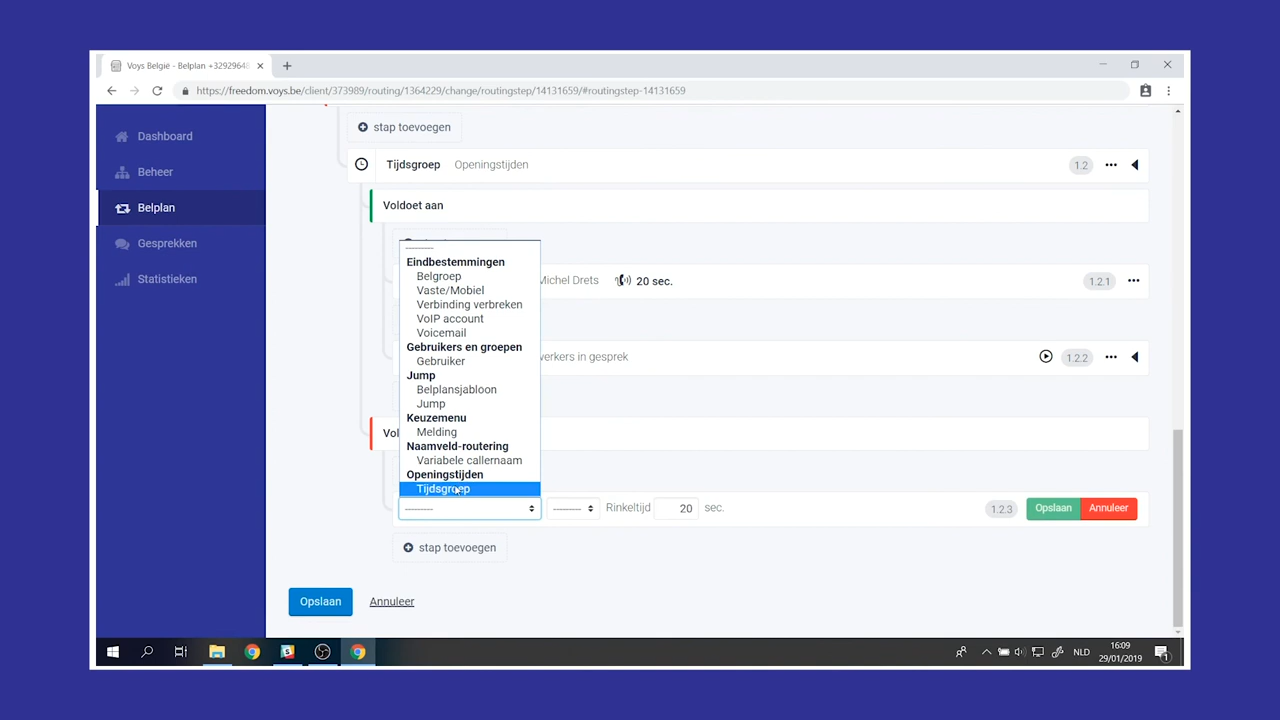 Voys België - Belplan +3292964
https://freedom.voys.be/client/373989/routing/1364229/change/routingstep/14131659/#routingstep-14131659
Dashboard
Beheer
Belplan
Gesprekken
Statistieken
stap toevoegen
Tijdsgroep Openingstijden 1.2
Voldoet aan
Michel Drets 20 sec. 1.2.1
in gesprek 1.2.2
---------
Eindbestemmingen
Belgroep
Vaste/Mobiel
Verbinding verbreken
VoIP account
Voicemail
Gebruikers en groepen
Gebruiker
Jump
Belplansjabloon
Jump
Keuzemenu
Melding
Naamveld-routering
Variabele callernaam
Openingstijden
Tijdsgroep
--------- --------- Rinkeltijd 20 sec. 1.2.3 Opslaan Annuleer
stap toevoegen
Opslaan Annuleer
NLD
16:09
29/01/2019
1